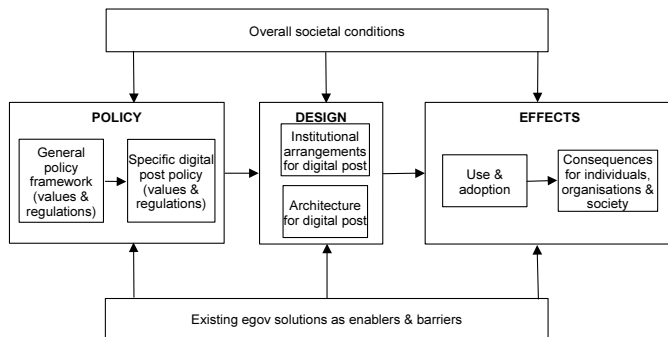 Overall societal conditions
POLICY
General
policy
framework
(values &
regulations)
Specific digital
post policy
(values &
regulations)
DESIGN
Institutional
arrangements
for digital post
Architecture
for digital post
EFFECTS
Use &
adoption
Consequences
for individuals,
organisations &
society
Existing egov solutions as enablers & barriers